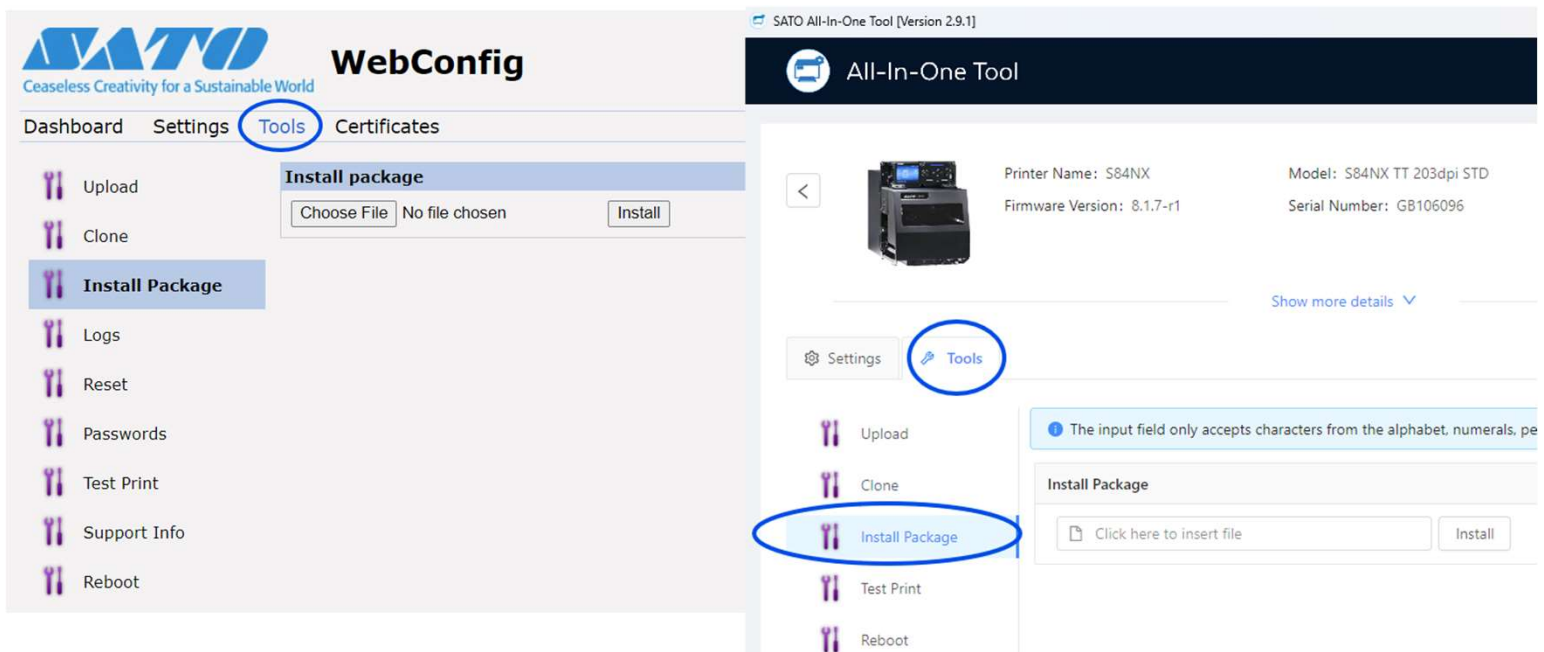 SATO
Ceaseless Creativity for a Sustainable World
WebConfig
Dashboard Settings Tools Certificates
Upload
Clone
Install Package
Logs
Reset
Passwords
Test Print
Support Info
Reboot
Install package
Choose File No file chosen Install
SATO All-In-One Tool [Version 2.9.1]
All-In-One Tool
Printer Name: S84NX Model: S84NX TT 203dpi STD
Firmware Version: 8.1.7-r1 Serial Number: GB106096
Show more details
Settings Tools
Upload
Clone
Install Package
Test Print
Reboot
The input field only accepts characters from the alphabet, numerals, pe
Install Package
Click here to insert file Install